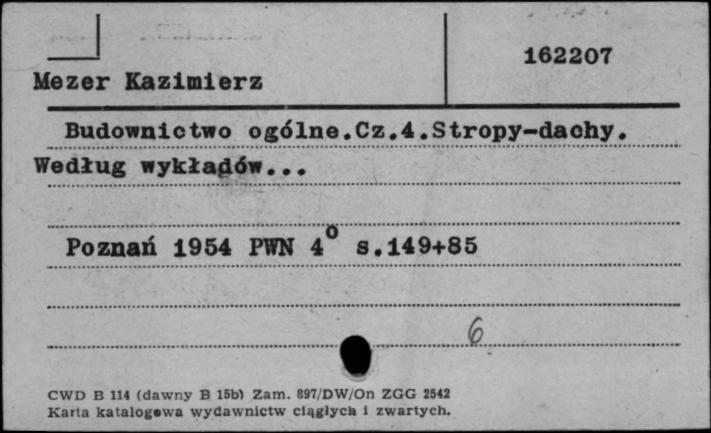 162207
Mezer Kazimierz
Budownictwo ogólne.Cz.4.Stropy-dachy.
Według wykładów...
Poznań 1954 PWN 4° s.149+85
6
CWD B 114 (dawny B 15b) Zam. 897/DW/On ZGG 2542
Karta katalogowa wydawnictw ciągłych i zwartych.